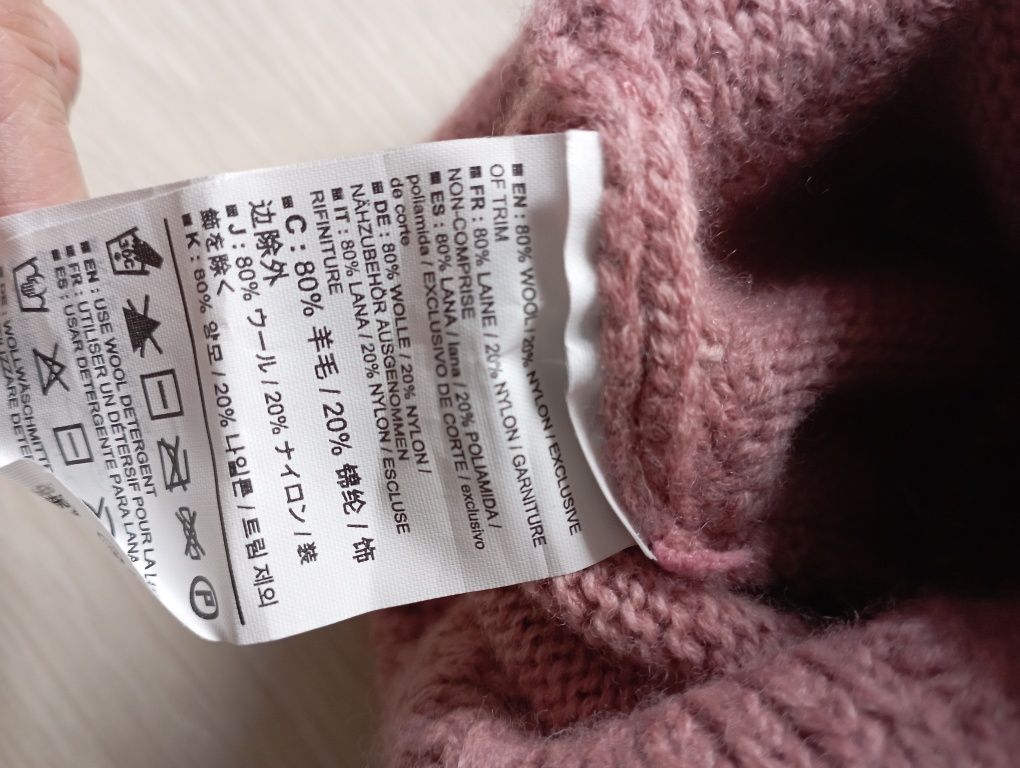 EN : 80% WOOL / 20% NYLON / EXCLUSIVE
OF TRIM
FR : 80% LAINE / 20% NYLON / GARNITURE
NON-COMPRISE
ES : 80% LANA / lana / 20% POLIAMIDA /
poliamida / EXCLUSIVO DE CORTE / exclusivo
de corte
DE : 80% WOLLE / 20% NYLON /
NÄHZUBEHÖR AUSGENOMMEN
IT : 80% LANA / 20% NYLON / ESCLUSE
RIFINITURE
C : 80% 羊毛 / 20% 锦纶 / 饰
边除外
J : 80% ウール / 20% ナイロン / 装
飾を除く
K : 80% 양모 / 20% 나일론 / 트림 제외
30C
P
EN : USE WOOL DETERGENT
FR : UTILISER UN DÉTERSIF POUR LA
ES : USAR DETERGENTE PARA LANA
DE : WOLLWASCHMITTE